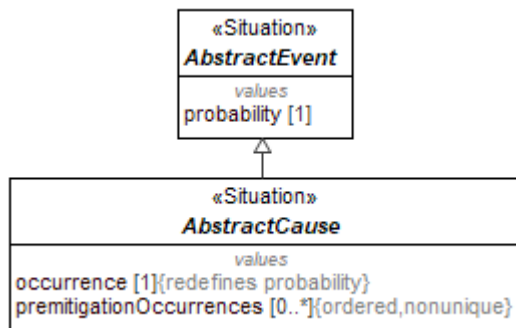 «Situation»
AbstractEvent
values
probability [1]
«Situation»
AbstractCause
values
occurrence [1]{redefines probability}
premitigationOccurrences [0..*]{ordered,nonunique}